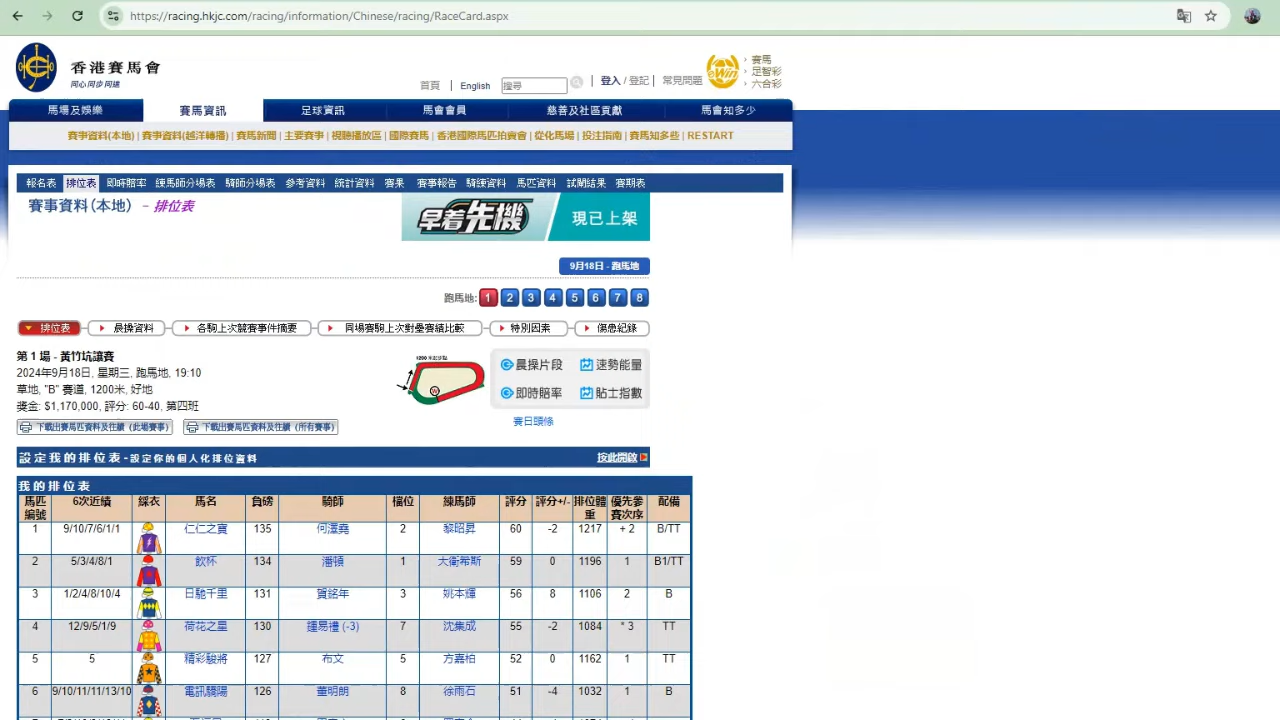 https://racing.hkjc.com/racing/information/Chinese/racing/RaceCard.aspx
香港賽馬會
同心同步同進
首頁 | English 搜尋 | 登入 / 登記 | 常見問題
eWin
賽馬
足智彩
六合彩
馬場及娛樂 賽馬資訊 足球資訊 馬會會員 慈善及社區貢獻 馬會知多少
賽事資料(本地) | 賽事資料(越洋轉播) | 賽馬新聞 | 主要賽事 | 視聽播放區 | 國際賽馬 | 香港國際馬匹拍賣會 | 從化馬場 | 投注指南 | 賽馬知多些 | RESTART
報名表 排位表 即時賠率 練馬師分場表 騎師分場表 參考資料 統計資料 賽果 賽事報告 騎練資料 馬匹資料 試閘結果 賽期表
賽事資料(本地) - 排位表
早着先機 現已上架
9月18日 - 跑馬地
跑馬地: 1 2 3 4 5 6 7 8
排位表 晨操資料 各駒上次競賽事件摘要 同場賽駒上次對壘賽績比較 特別因素 傷患紀錄
第 1 場 - 黃竹坑讓賽
2024年9月18日, 星期三, 跑馬地, 19:10
草地, "B" 賽道, 1200米, 好地
獎金: $1,170,000, 評分: 60-40, 第四班
晨操片段 速勢能量
即時賠率 貼士指數
賽日頭條
下載出賽馬匹資料及往績 (此場賽事) 下載出賽馬匹資料及往績 (所有賽事)
設定我的排位表-設定你的個人化排位資料 按此開啟
我的排位表
馬匹編號 6次近績 綵衣 馬名 負磅 騎師 檔位 練馬師 評分 評分+/- 排位體重 優先參賽次序 配備
1 9/10/7/6/1/1 仁仁之寶 135 何澤堯 2 黎昭昇 60 -2 1217 + 2 B/TT
2 5/3/4/8/1 飲杯 134 潘頓 1 大衛希斯 59 0 1196 1 B1/TT
3 1/2/4/8/10/4 日馳千里 131 賀銘年 3 姚本輝 56 8 1106 2 B
4 12/9/5/1/9 荷花之星 130 鍾易禮 (-3) 7 沈集成 55 -2 1084 * 3 TT
5 5 精彩駿將 127 布文 5 方嘉柏 52 0 1162 1 TT
6 9/10/11/11/13/10 電訊驕陽 126 董明朗 8 徐雨石 51 -4 1032 1 B